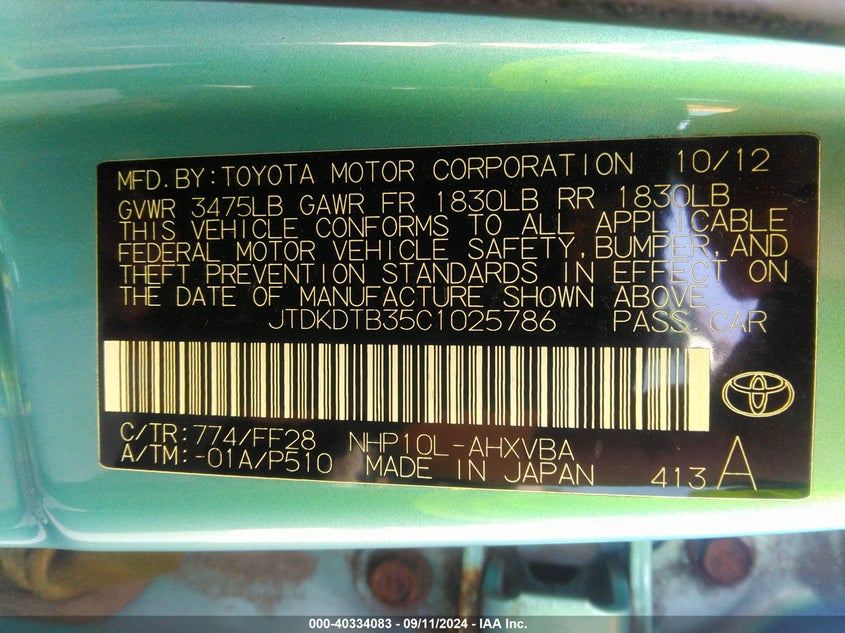 MFD.BY:TOYOTA MOTOR CORPORATION 10/12
GVWR 3475LB GAWR FR 1830LB RR 1830LB
THIS VEHICLE CONFORMS TO ALL APPLICABLE
FEDERAL MOTOR VEHICLE SAFETY,BUMPER,AND
THEFT PREVENTION STANDARDS IN EFFECT ON
THE DATE OF MANUFACTURE SHOWN ABOVE.
JTDKDTB35C1025786 PASS.CAR
C/TR:774/FF28 NHP10L-AHXVBA
A/TM:-01A/P510 MADE IN JAPAN 413 A
000-40334083 - 09/11/2024 - IAA Inc.